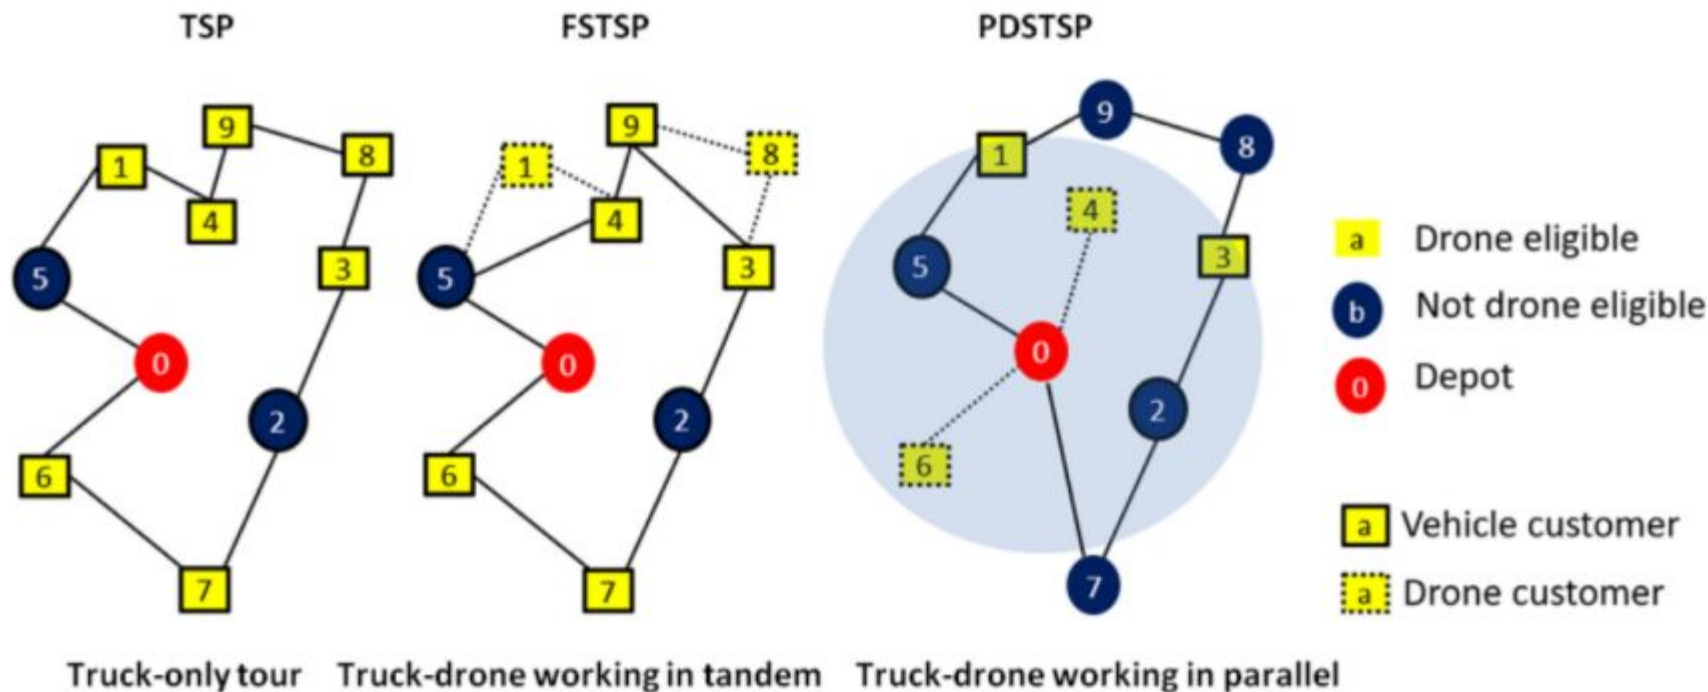 TSP
FSTSP
PDSTSP
9
1
8
4
3
5
0
2
6
7
9
1
8
4
3
5
0
2
6
7
9
1
8
4
3
5
0
2
6
7
a Drone eligible
b Not drone eligible
0 Depot
a Vehicle customer
a Drone customer
Truck-only tour
Truck-drone working in tandem
Truck-drone working in parallel